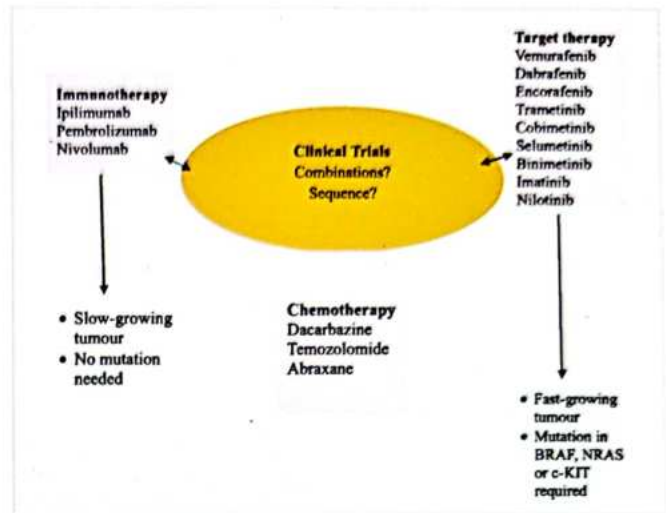 Immunotherapy
Ipilimumab
Pembrolizumab
Nivolumab
Clinical Trials
Combinations?
Sequence?
Target therapy
Vemurafenib
Dabrafenib
Encorafenib
Trametinib
Cobimetinib
Selumetinib
Binimetinib
Imatinib
Nilotinib
• Slow-growing
tumour
• No mutation
needed
Chemotherapy
Dacarbazine
Temozolomide
Abraxane
• Fast-growing
tumour
• Mutation in
BRAF, NRAS
or c-KIT
required